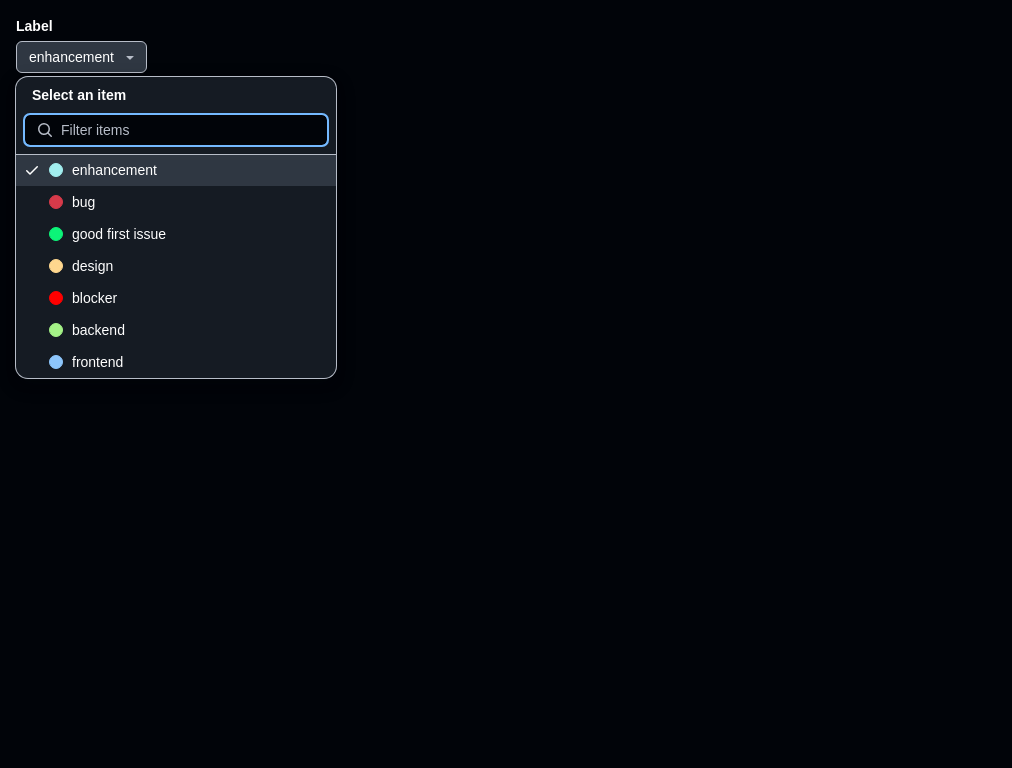 Label
enhancement
Select an item
Filter items
enhancement
bug
good first issue
design
blocker
backend
frontend